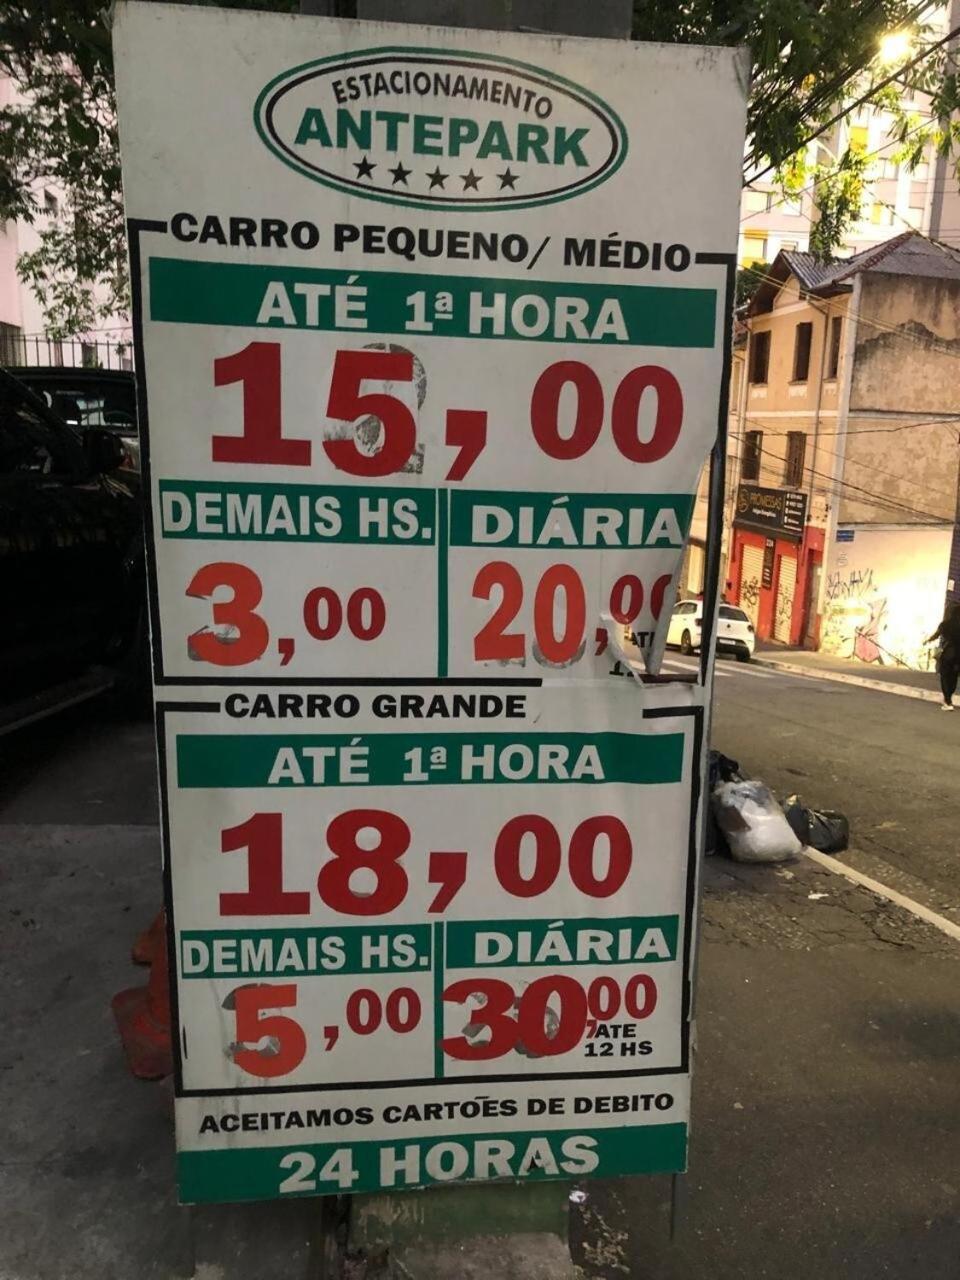 ESTACIONAMENTO
ANTEPARK
CARRO PEQUENO/ MÉDIO
ATÉ 1ª HORA
15,00
DEMAIS HS. DIÁRIA
3,00 20,00
ATE
CARRO GRANDE
ATÉ 1ª HORA
18,00
DEMAIS HS. DIÁRIA
5,00 30,00
ATE
12 HS
ACEITAMOS CARTÕES DE DEBITO
24 HORAS
PROMESSAS